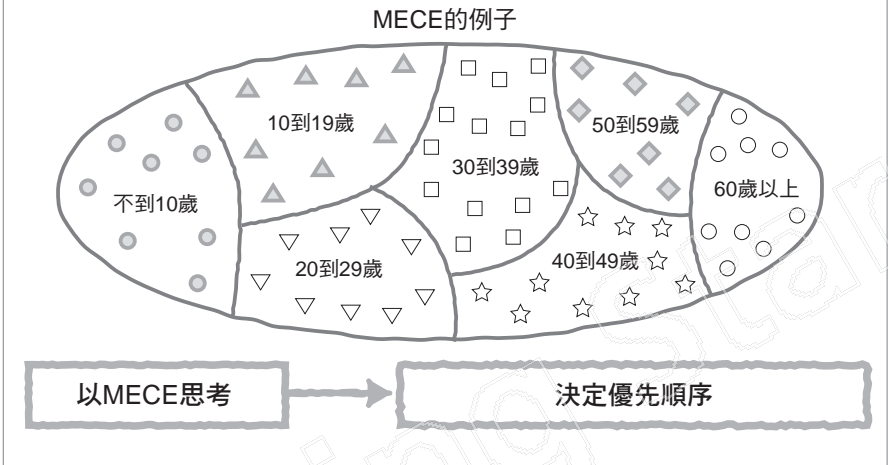 MECE的例子
10到19歲
50到59歲
30到39歲
不到10歲
60歲以上
20到29歲
40到49歲
以MECE思考
決定優先順序